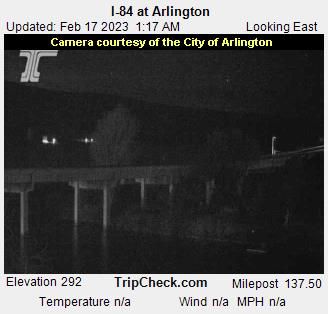 I-84 at Arlington
Updated: Feb 17 2023 1:17 AM Looking East
Camera courtesy of the City of Arlington
Elevation 292 TripCheck.com Milepost 137.50
Temperature n/a Wind n/a MPH n/a